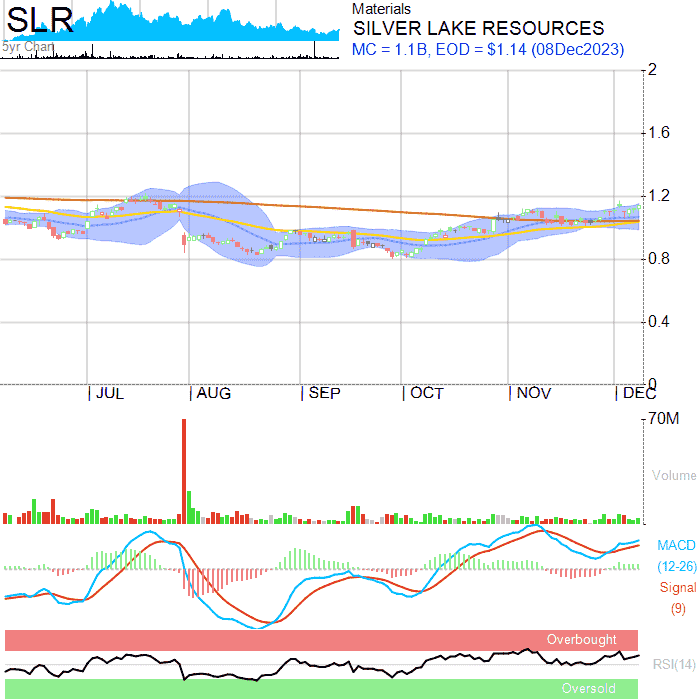 SLR
5yr Chart
Materials
SILVER LAKE RESOURCES
MC = 1.1B, EOD = $1.14 (08Dec2023)
2
1.6
1.2
0.8
0.4
0
JUL AUG SEP OCT NOV DEC
70M
Volume
MACD
(12-26)
Signal
(9)
Overbought
RSI(14)
Oversold